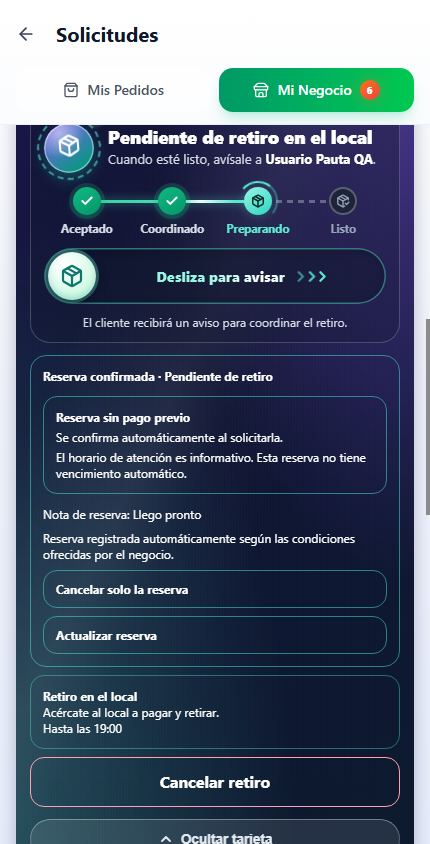 Solicitudes
Mis Pedidos
Mi Negocio 6
Pendiente de retiro en el local
Cuando esté listo, avísale a Usuario Pauta QA.
Aceptado
Coordinado
Preparando
Listo
Desliza para avisar
El cliente recibirá un aviso para coordinar el retiro.
Reserva confirmada · Pendiente de retiro
Reserva sin pago previo
Se confirma automáticamente al solicitarla.
El horario de atención es informativo. Esta reserva no tiene
vencimiento automático.
Nota de reserva: Llego pronto
Reserva registrada automáticamente según las condiciones
ofrecidas por el negocio.
Cancelar solo la reserva
Actualizar reserva
Retiro en el local
Acércate al local a pagar y retirar.
Hasta las 19:00
Cancelar retiro
Ocultar tarjeta